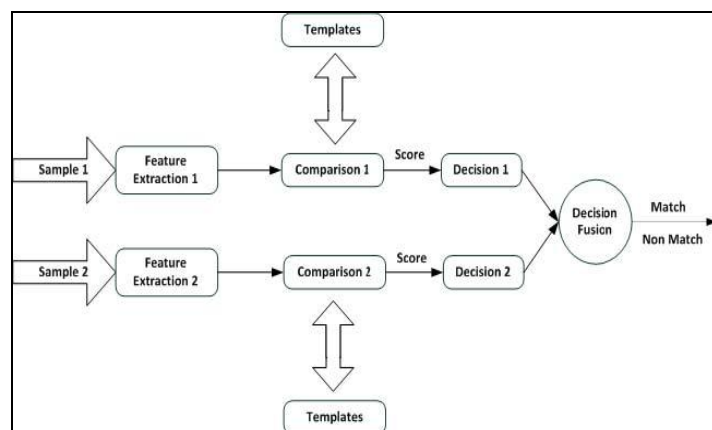 Templates
Sample 1
Feature
Extraction 1
Comparison 1
Score
Decision 1
Decision
Fusion
Match
Non Match
Sample 2
Feature
Extraction 2
Comparison 2
Score
Decision 2
Templates